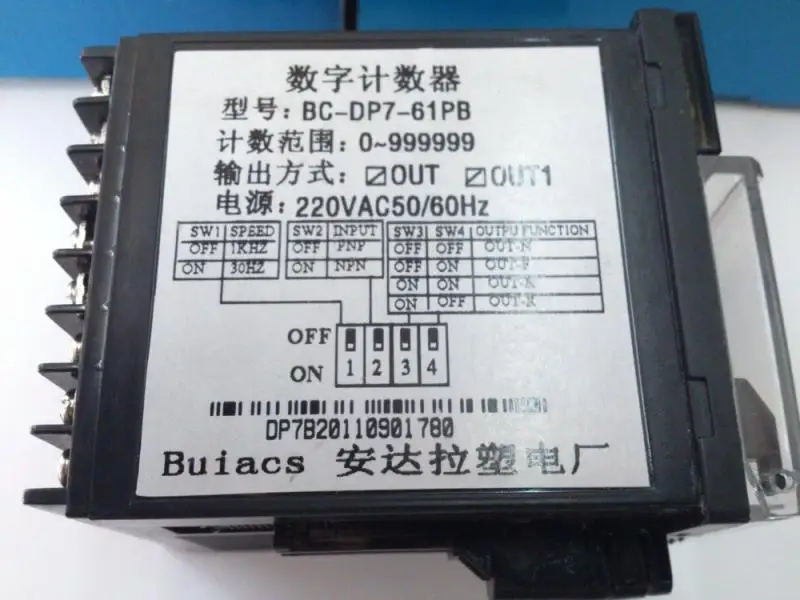 数字计数器
型号：BC-DP7-61PB
计数范围：0~999999
输出方式：☑OUT ☑OUT1
电源：220VAC50/60Hz
SW1 SPEED SW2 INPUT SW3 SW4 OUTPU FUNCTION
OFF 1KHZ OFF PNP OFF OFF OUT-N
ON 30HZ ON NPN OFF ON OUT-F
ON ON OUT-K
ON OFF OUT-R
OFF
ON 1 2 3 4
DP7B20110901780
Buiacs 安达拉塑电厂